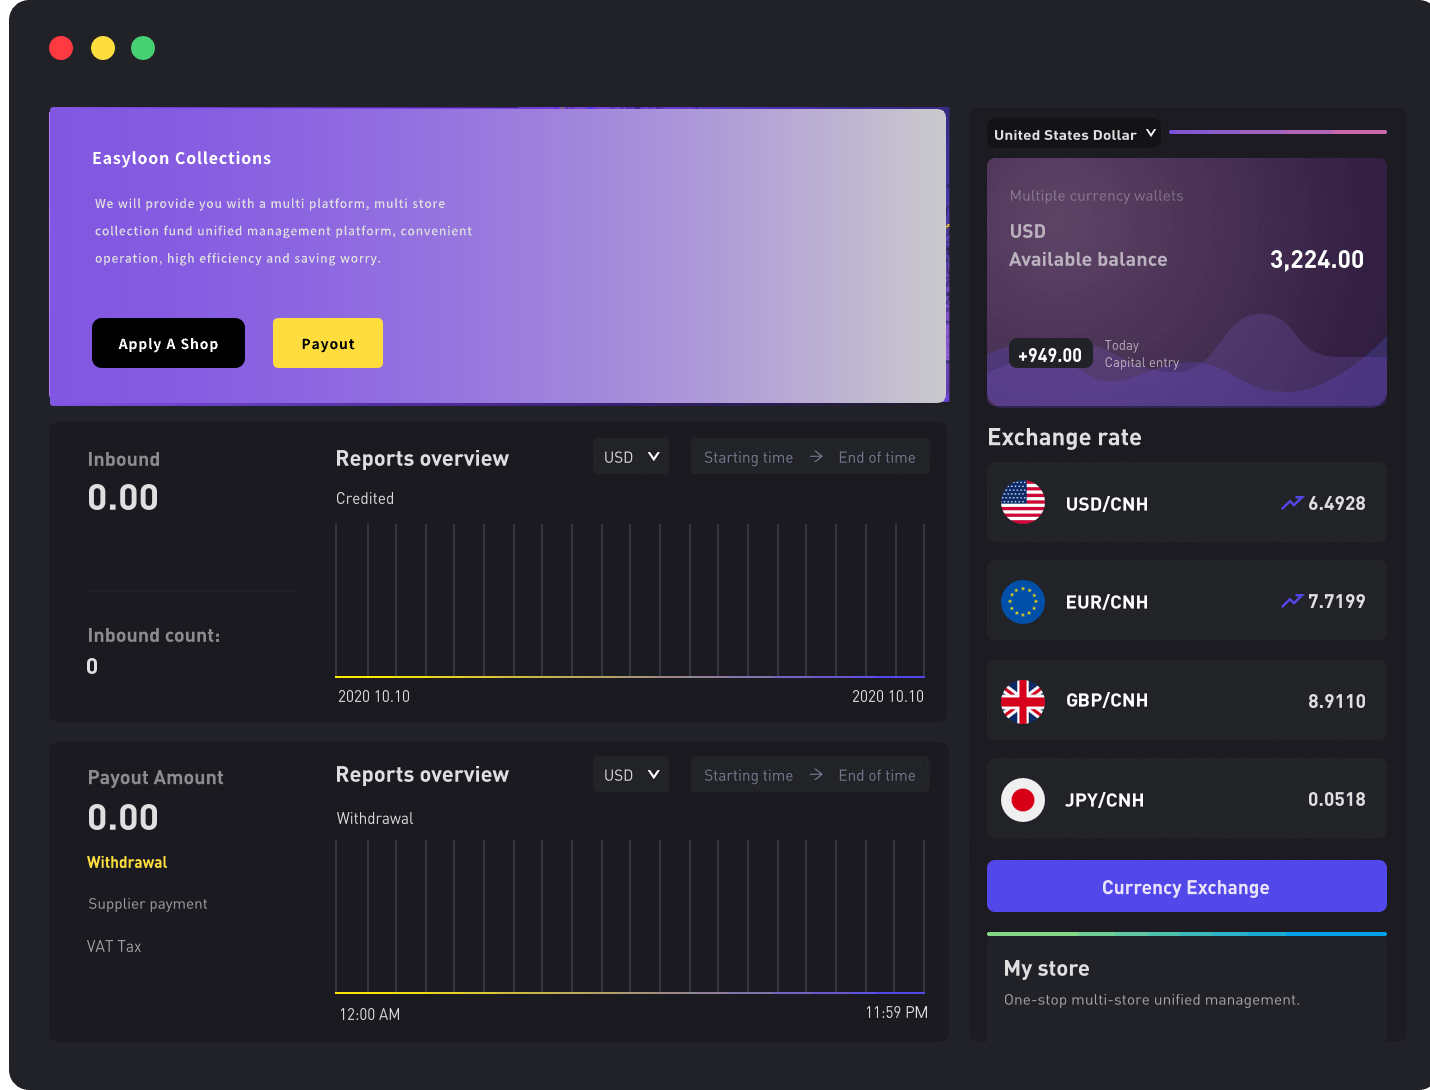 Easyloon Collections
We will provide you with a multi platform, multi store
collection fund unified management platform, convenient
operation, high efficiency and saving worry.
Apply A Shop
Payout
United States Dollar
Multiple currency wallets
USD
Available balance
3,224.00
+949.00
Today
Capital entry
Inbound
0.00
Inbound count:
0
Reports overview
USD
Starting time
End of time
Credited
2020 10.10
2020 10.10
Payout Amount
0.00
Withdrawal
Supplier payment
VAT Tax
Reports overview
USD
Starting time
End of time
Withdrawal
12:00 AM
11:59 PM
Exchange rate
USD/CNH
6.4928
EUR/CNH
7.7199
GBP/CNH
8.9110
JPY/CNH
0.0518
Currency Exchange
My store
One-stop multi-store unified management.